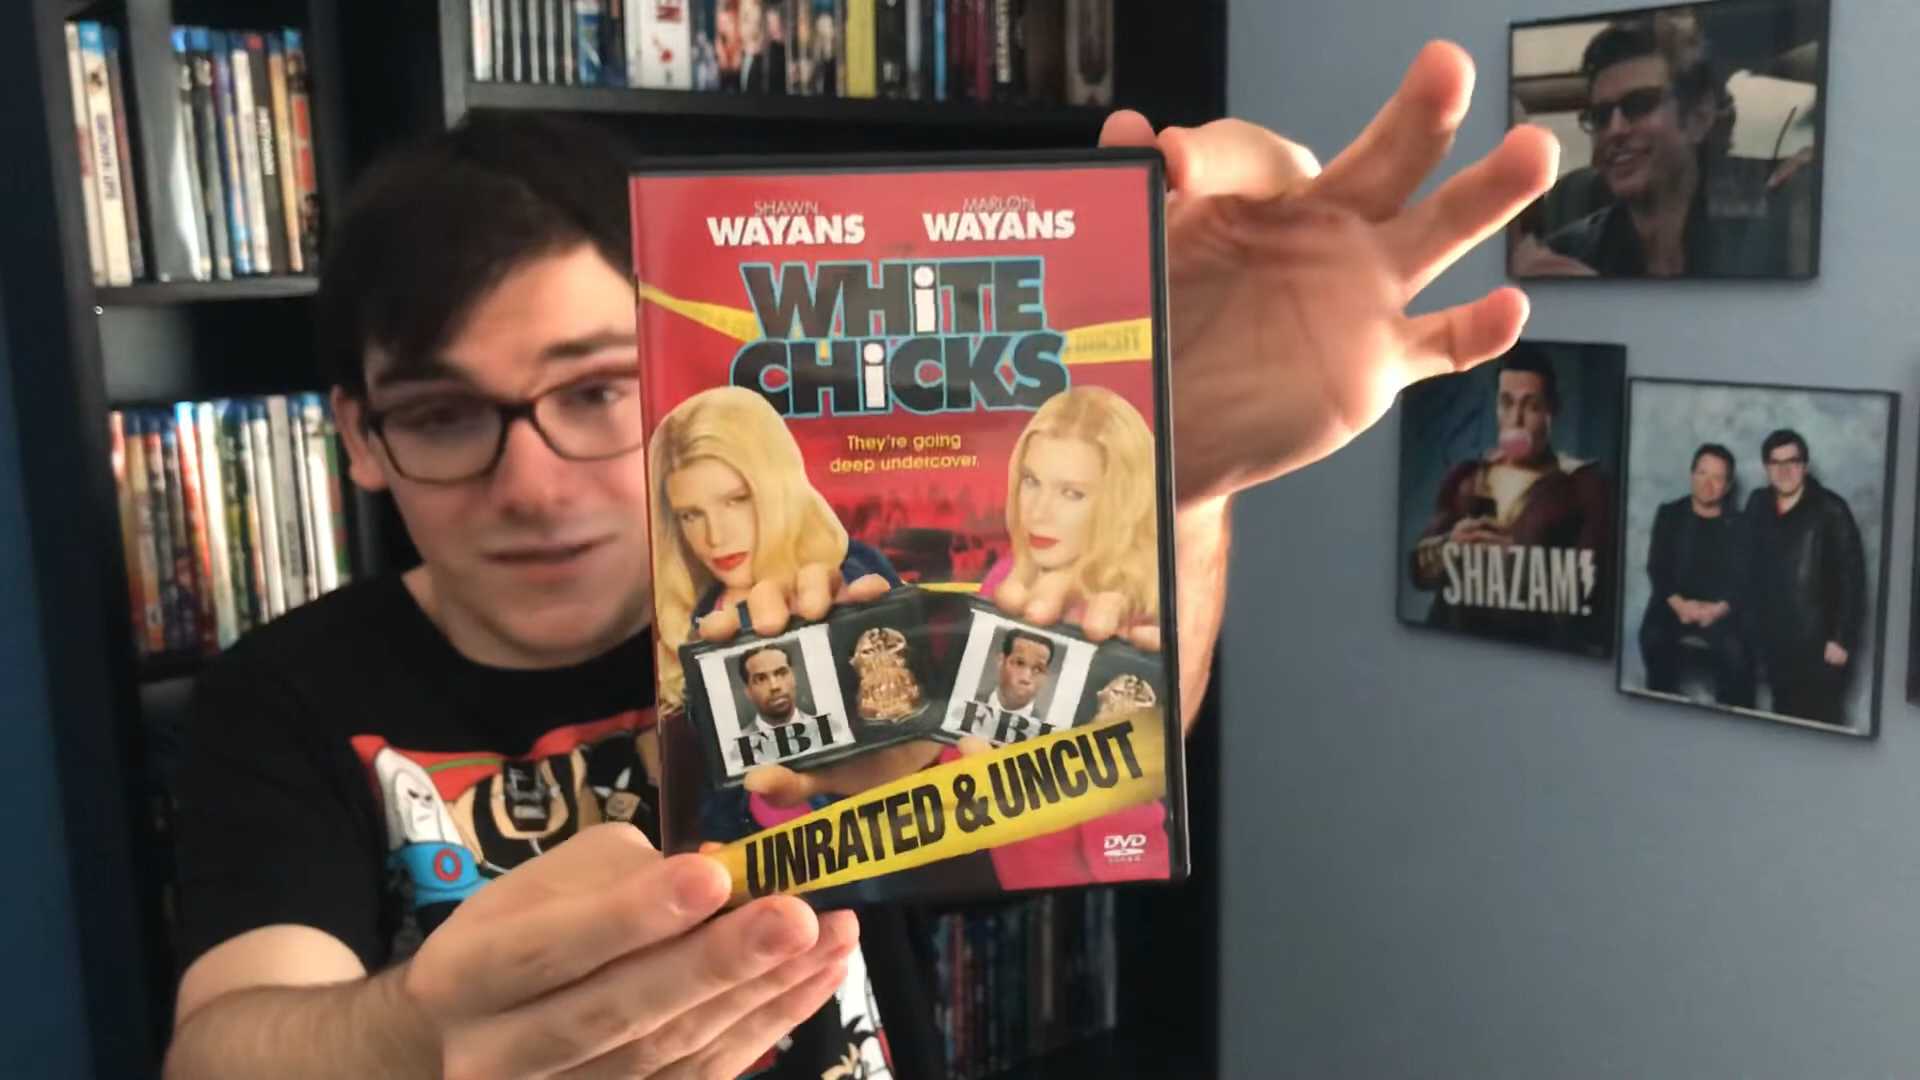 SHAWN
WAYANS
MARLON
WAYANS
WHiTE
CHiCKS
They're going
deep undercover.
FBI
FBI
UNRATED & UNCUT
DVD
SHAZAM!